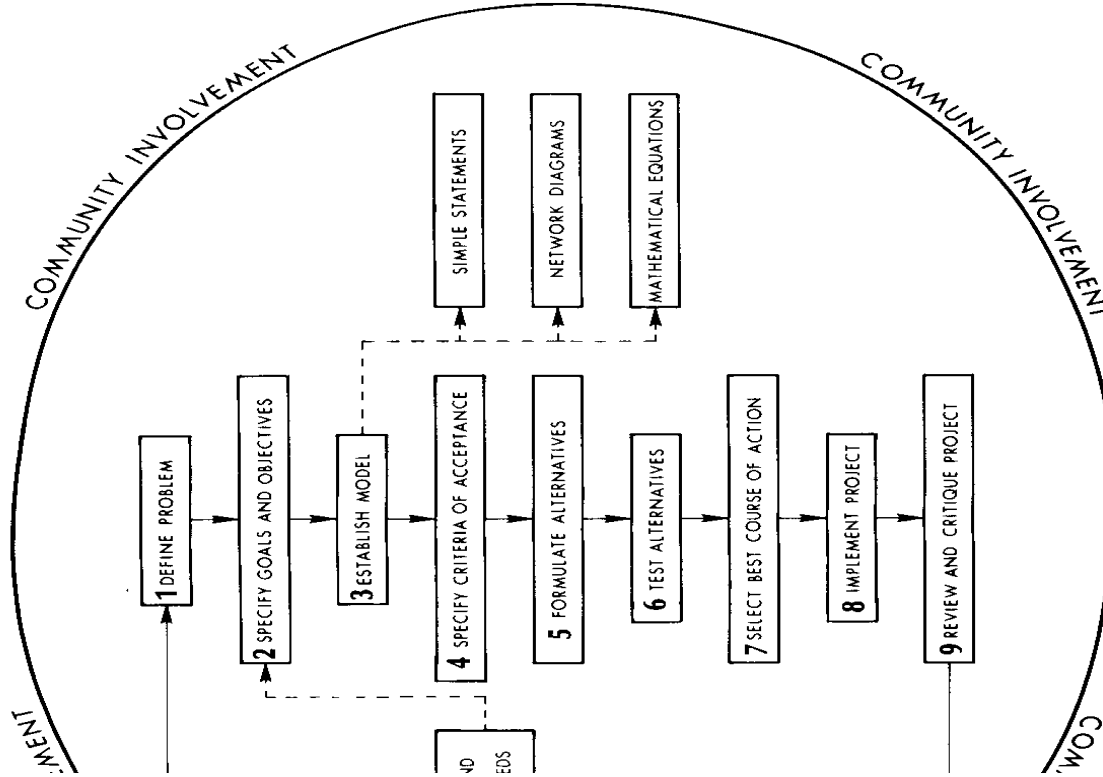 COMMUNITY INVOLVEMENT
COMMUNITY INVOLVEMENT
1 DEFINE PROBLEM
2 SPECIFY GOALS AND OBJECTIVES
3 ESTABLISH MODEL
SIMPLE STATEMENTS
NETWORK DIAGRAMS
MATHEMATICAL EQUATIONS
4 SPECIFY CRITERIA OF ACCEPTANCE
5 FORMULATE ALTERNATIVES
6 TEST ALTERNATIVES
7 SELECT BEST COURSE OF ACTION
8 IMPLEMENT PROJECT
9 REVIEW AND CRITIQUE PROJECT